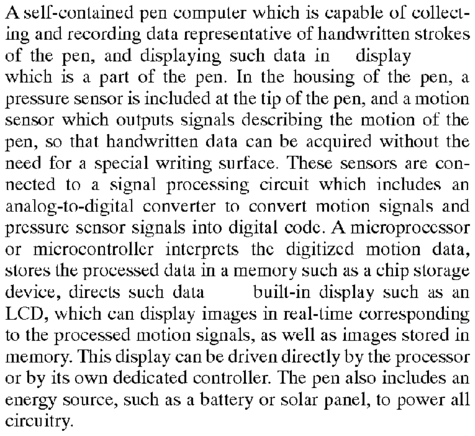 A self-contained pen computer which is capable of collect-
ing and recording data representative of handwritten strokes
of the pen, and displaying such data in display
which is a part of the pen. In the housing of the pen, a
pressure sensor is included at the tip of the pen, and a motion
sensor which outputs signals describing the motion of the
pen, so that handwritten data can be acquired without the
need for a special writing surface. These sensors are con-
nected to a signal processing circuit which includes an
analog-to-digital converter to convert motion signals and
pressure sensor signals into digital code. A microprocessor
or microcontroller interprets the digitized motion data,
stores the processed data in a memory such as a chip storage
device, directs such data built-in display such as an
LCD, which can display images in real-time corresponding
to the processed motion signals, as well as images stored in
memory. This display can be driven directly by the processor
or by its own dedicated controller. The pen also includes an
energy source, such as a battery or solar panel, to power all
circuitry.